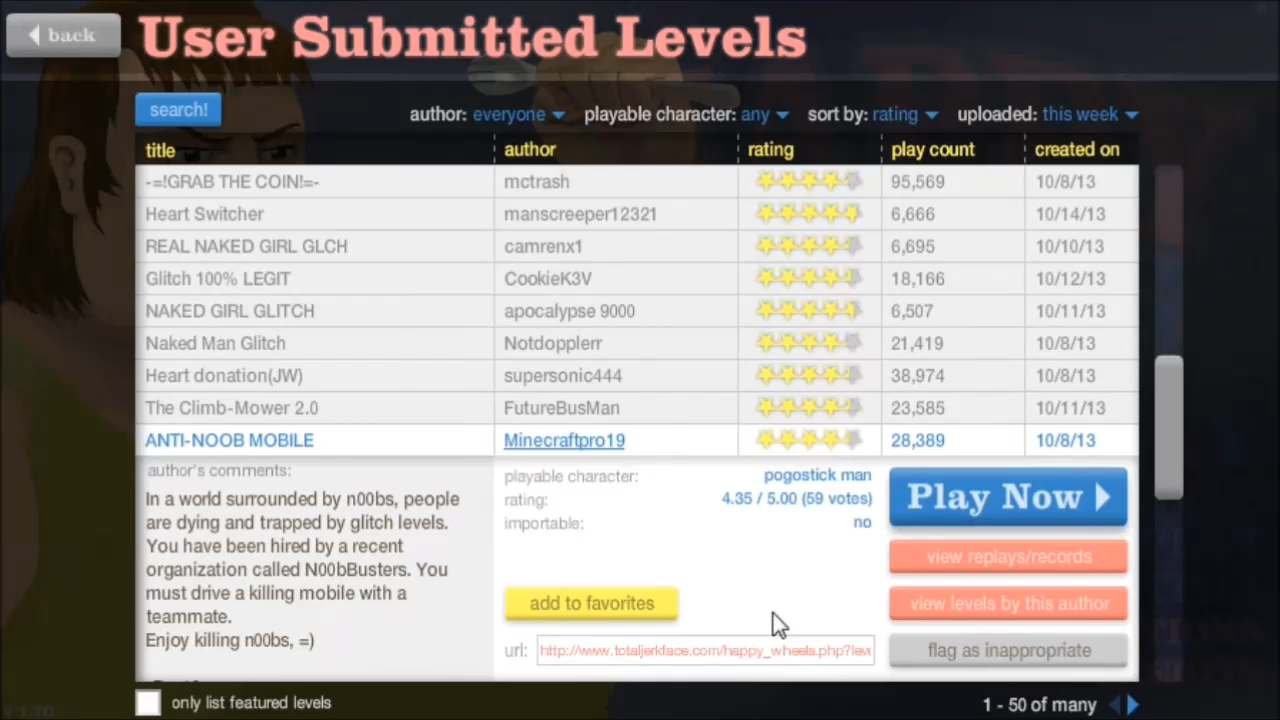 back
User Submitted Levels
search!
author: everyone playable character: any sort by: rating uploaded: this week
title author rating play count created on
-=!GRAB THE COIN!=- mctrash 95,569 10/8/13
Heart Switcher manscreeper12321 6,666 10/14/13
REAL NAKED GIRL GLCH camrenx1 6,695 10/10/13
Glitch 100% LEGIT CookieK3V 18,166 10/12/13
NAKED GIRL GLITCH apocalypse 9000 6,507 10/11/13
Naked Man Glitch Notdopplerr 21,419 10/8/13
Heart donation(JW) supersonic444 38,974 10/8/13
The Climb-Mower 2.0 FutureBusMan 23,585 10/11/13
ANTI-NOOB MOBILE Minecraftpro19 28,389 10/8/13
author's comments:
In a world surrounded by n00bs, people
are dying and trapped by glitch levels.
You have been hired by a recent
organization called N00bBusters. You
must drive a killing mobile with a
teammate.
Enjoy killing n00bs, =)
playable character: pogostick man
rating: 4.35 / 5.00 (59 votes)
importable: no
add to favorites
url: http://www.totaljerkface.com/happy_wheels.php?lev
Play Now
view replays/records
view levels by this author
flag as inappropriate
only list featured levels
1 - 50 of many